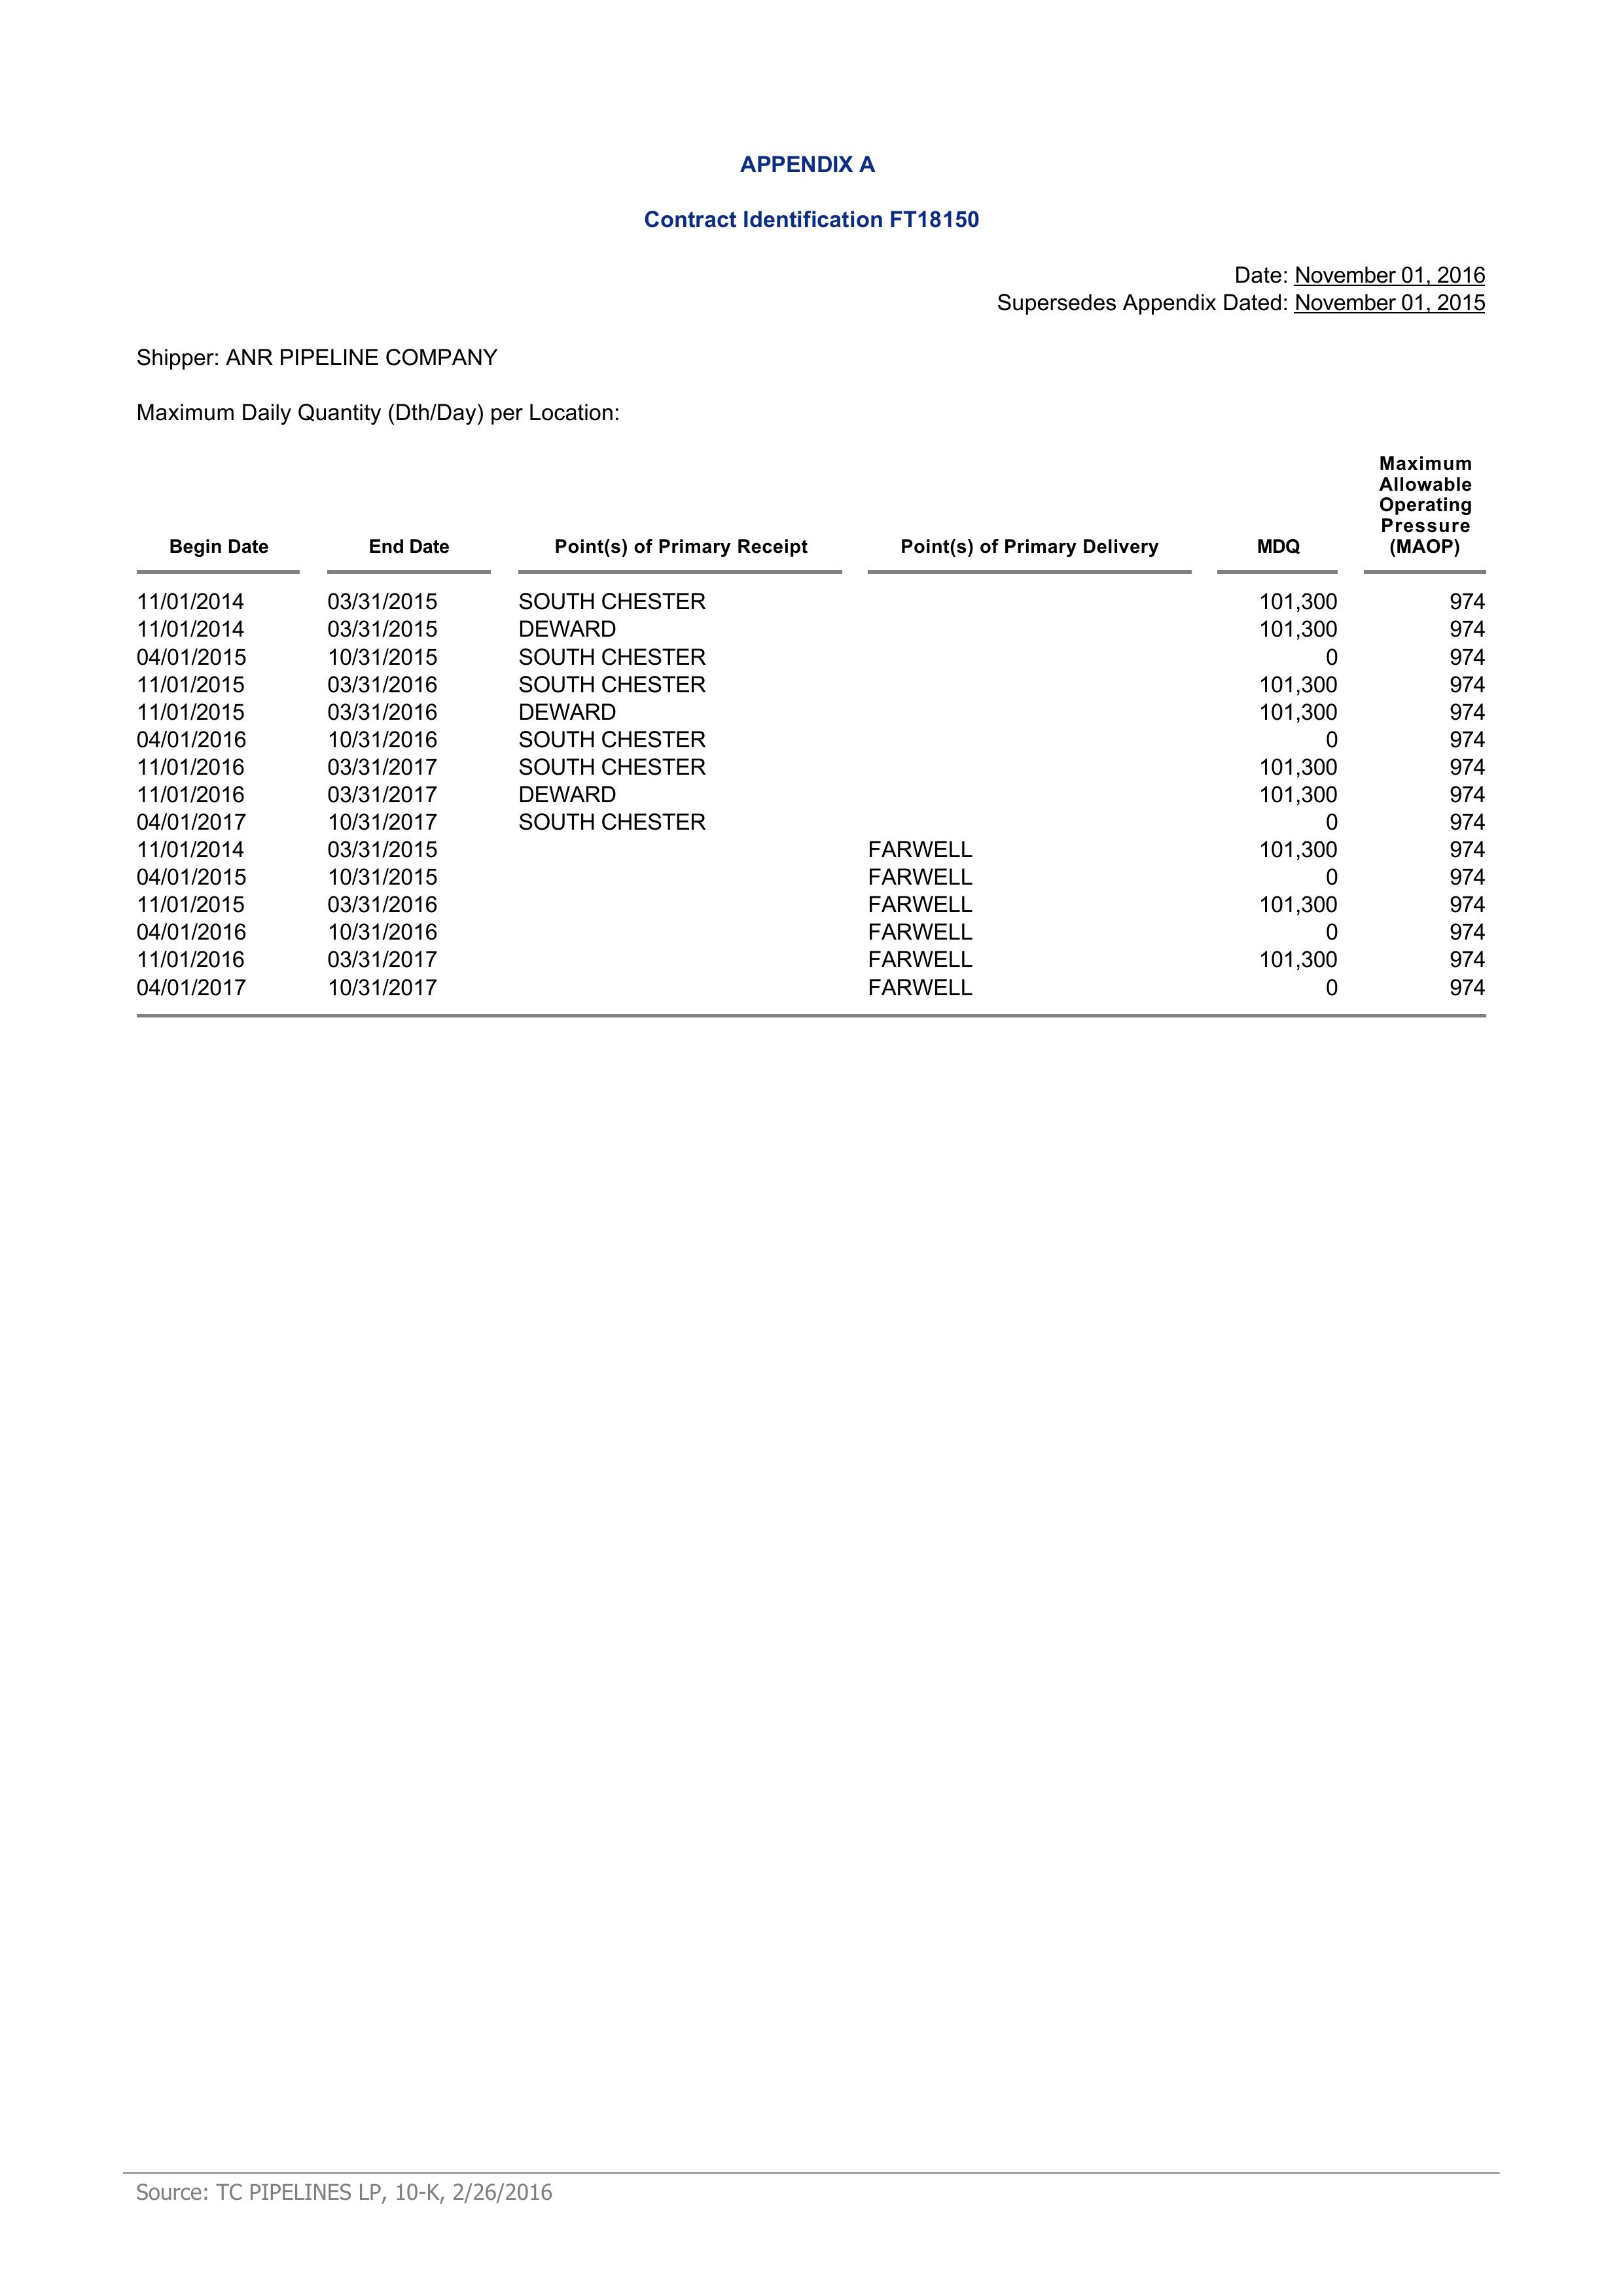 APPENDIX A
Contract Identification FT18150
Date: November 01, 2016
Supersedes Appendix Dated: November 01, 2015
Shipper: ANR PIPELINE COMPANY
Maximum Daily Quantity (Dth/Day) per Location:
Begin Date End Date Point(s) of Primary Receipt Point(s) of Primary Delivery MDQ Maximum Allowable Operating Pressure (MAOP)
11/01/2014 03/31/2015 SOUTH CHESTER 101,300 974
11/01/2014 03/31/2015 DEWARD 101,300 974
04/01/2015 10/31/2015 SOUTH CHESTER 0 974
11/01/2015 03/31/2016 SOUTH CHESTER 101,300 974
11/01/2015 03/31/2016 DEWARD 101,300 974
04/01/2016 10/31/2016 SOUTH CHESTER 0 974
11/01/2016 03/31/2017 SOUTH CHESTER 101,300 974
11/01/2016 03/31/2017 DEWARD 101,300 974
04/01/2017 10/31/2017 SOUTH CHESTER 0 974
11/01/2014 03/31/2015 FARWELL 101,300 974
04/01/2015 10/31/2015 FARWELL 0 974
11/01/2015 03/31/2016 FARWELL 101,300 974
04/01/2016 10/31/2016 FARWELL 0 974
11/01/2016 03/31/2017 FARWELL 101,300 974
04/01/2017 10/31/2017 FARWELL 0 974
Source: TC PIPELINES LP, 10-K, 2/26/2016